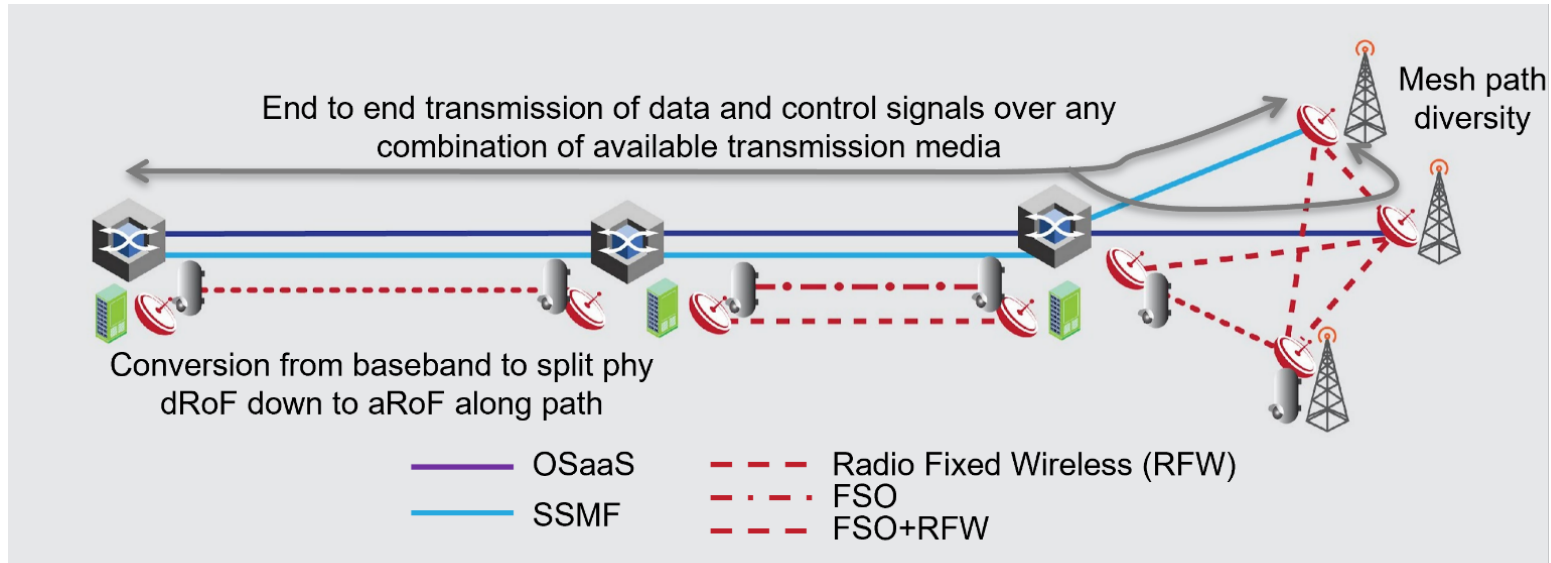 End to end transmission of data and control signals over any
combination of available transmission media
Mesh path
diversity
Conversion from baseband to split phy
dRoF down to aRoF along path
OSaaS
SSMF
Radio Fixed Wireless (RFW)
FSO
FSO+RFW